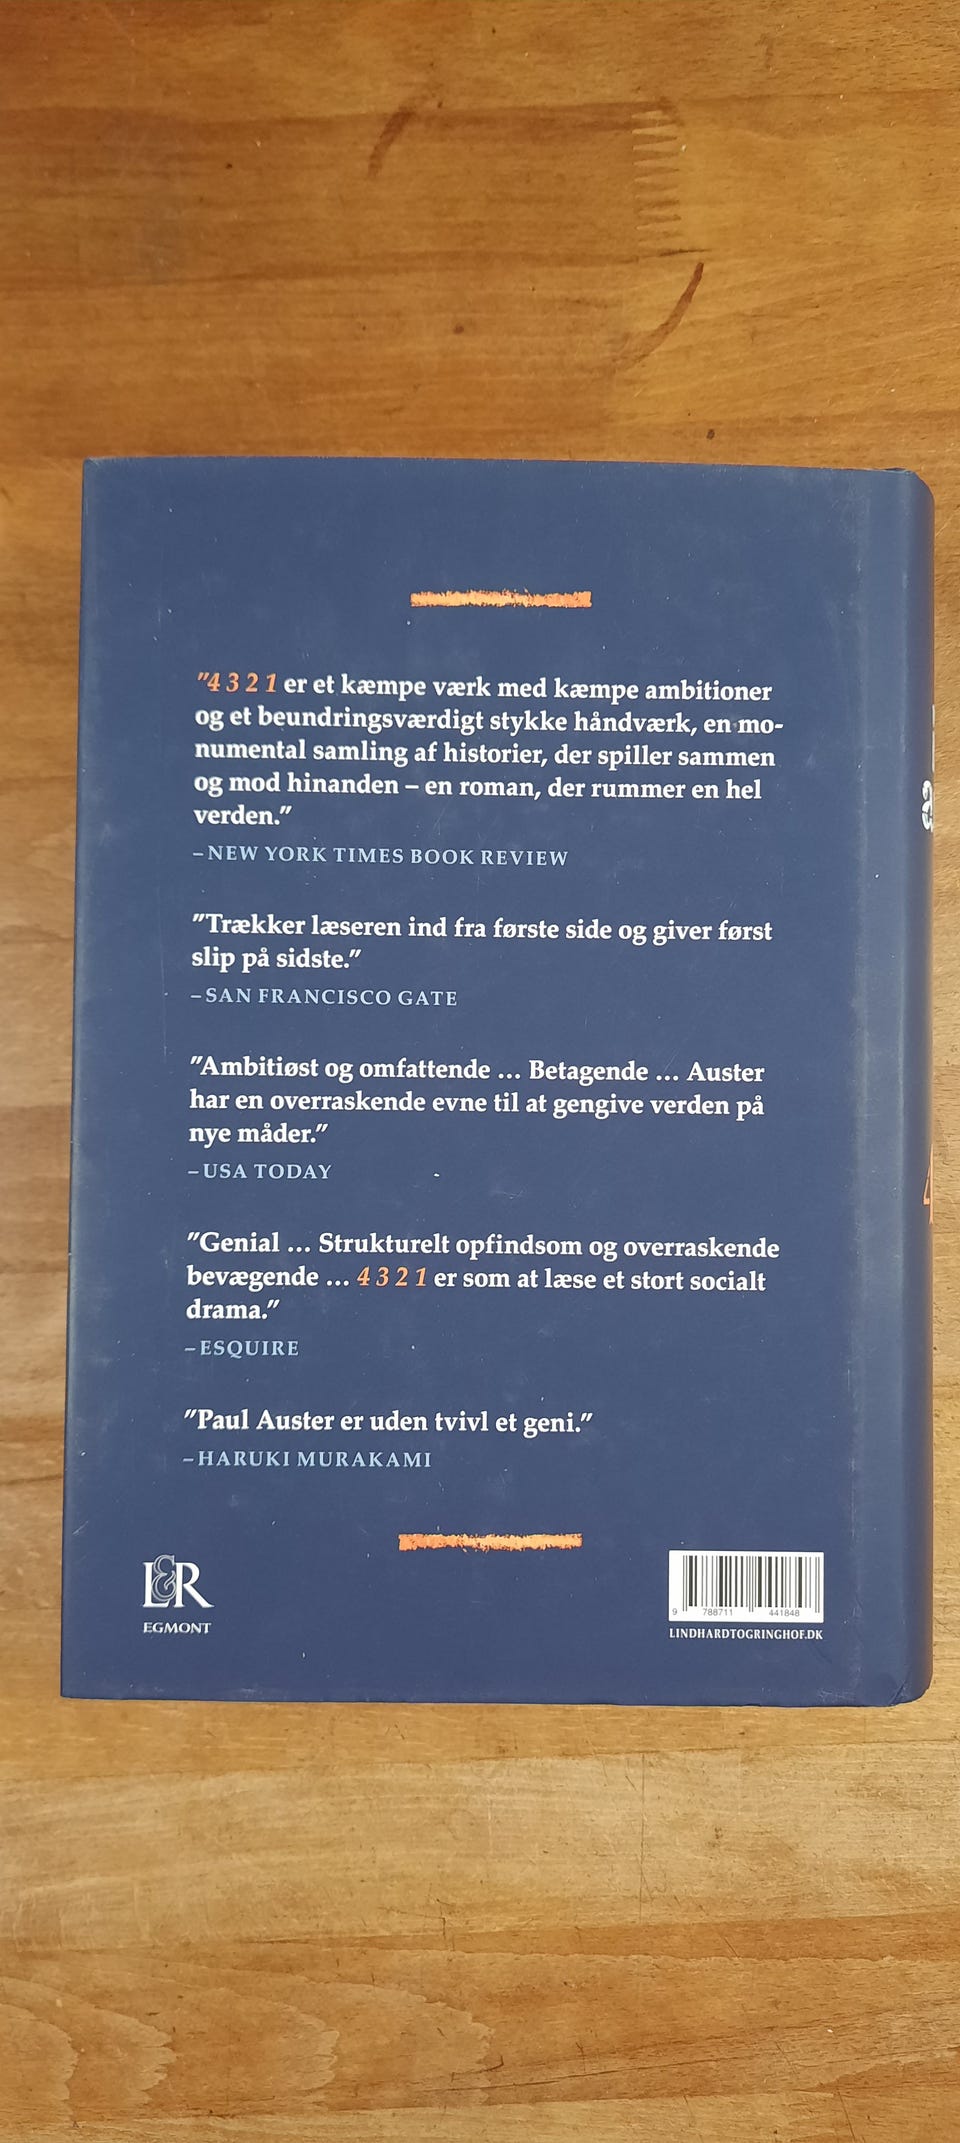 "4 3 2 1 er et kæmpe værk med kæmpe ambitioner
og et beundringsværdigt stykke håndværk, en mo-
numental samling af historier, der spiller sammen
og mod hinanden – en roman, der rummer en hel
verden."
– NEW YORK TIMES BOOK REVIEW
"Trækker læseren ind fra første side og giver først
slip på sidste."
– SAN FRANCISCO GATE
"Ambitiøst og omfattende ... Betagende ... Auster
har en overraskende evne til at gengive verden på
nye måder."
– USA TODAY
"Genial ... Strukturelt opfindsom og overraskende
bevægende ... 4 3 2 1 er som at læse et stort socialt
drama."
– ESQUIRE
"Paul Auster er uden tvivl et geni."
– HARUKI MURAKAMI
L&R
EGMONT
9 788711 441848
LINDHARDTOGRINGHOF.DK